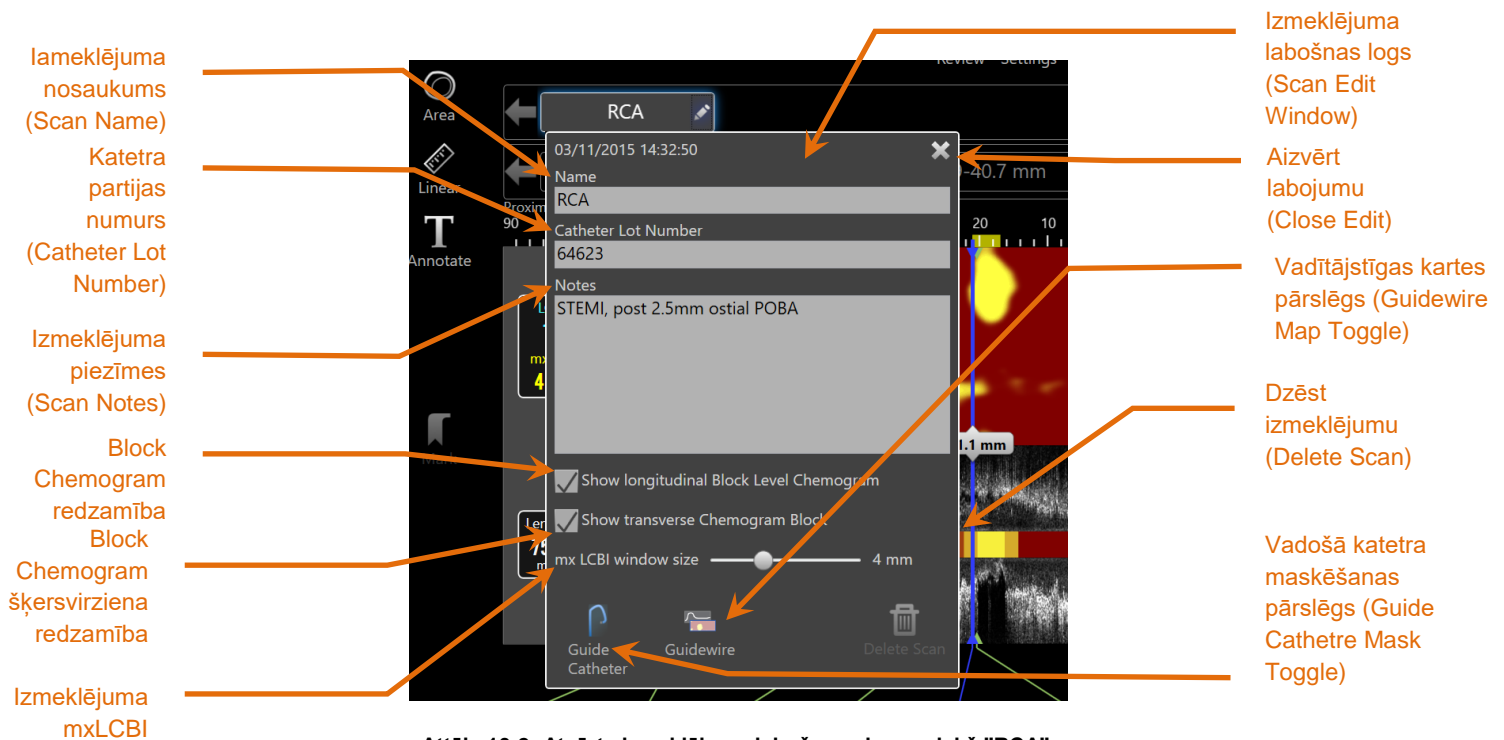 Iameklējuma
nosaukums
(Scan Name)
Katetra
partijas
numurs
(Catheter Lot
Number)
Izmeklējuma
piezīmes
(Scan Notes)
Block
Chemogram
redzamība
Block
Chemogram
šķersvirziena
redzamība
Izmeklējuma
mxLCBI
Settings
Area
Linear
Annotate
RCA
-40.7 mm
90
20 10
1.1 mm
03/11/2015 14:32:50
Name
RCA
Catheter Lot Number
64623
Notes
STEMI, post 2.5mm ostial POBA
Show longitudinal Block Level Chemogram
Show transverse Chemogram Block
mx LCBI window size 4 mm
Guide
Catheter
Guidewire
Delete Scan
Izmeklējuma
labošnas logs
(Scan Edit
Window)
Aizvērt
labojumu
(Close Edit)
Vadītājstīgas kartes
pārslēgs (Guidewire
Map Toggle)
Dzēst
izmeklējumu
(Delete Scan)
Vadošā katetra
maskēšanas
pārslēgs (Guide
Cathetre Mask
Toggle)